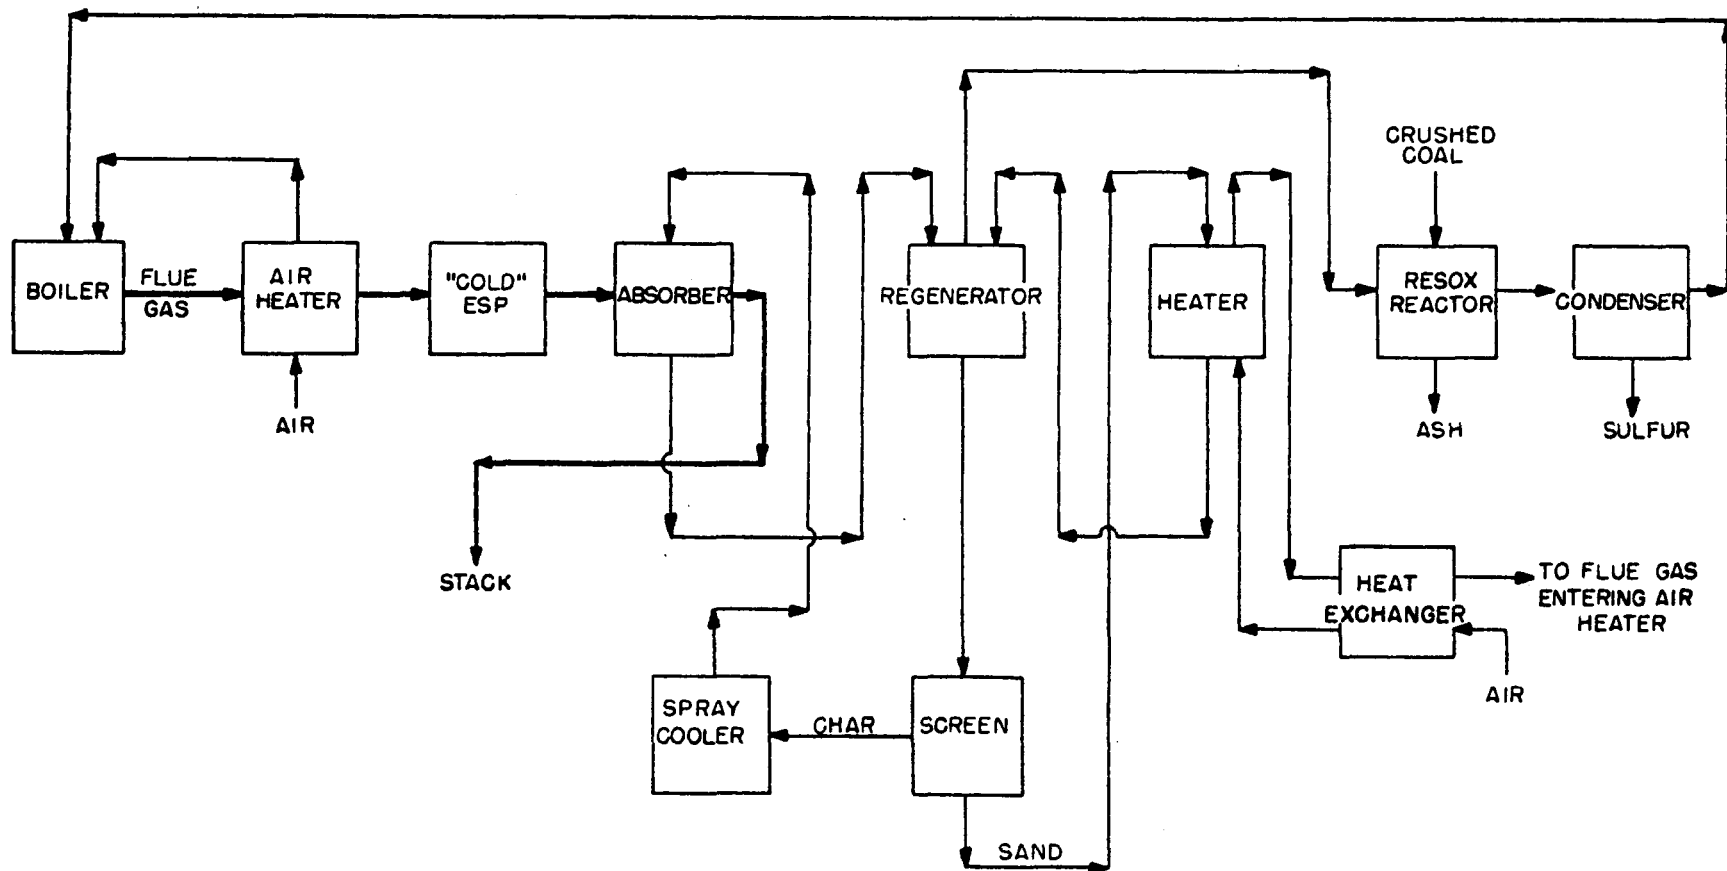 CRUSHED
COAL
BOILER
FLUE
GAS
AIR
HEATER
"COLD"
ESP
ABSORBER
REGENERATOR
HEATER
RESOX
REACTOR
CONDENSER
AIR
ASH
SULFUR
STACK
HEAT
EXCHANGER
TO FLUE GAS
ENTERING AIR
HEATER
AIR
SPRAY
COOLER
CHAR
SCREEN
SAND